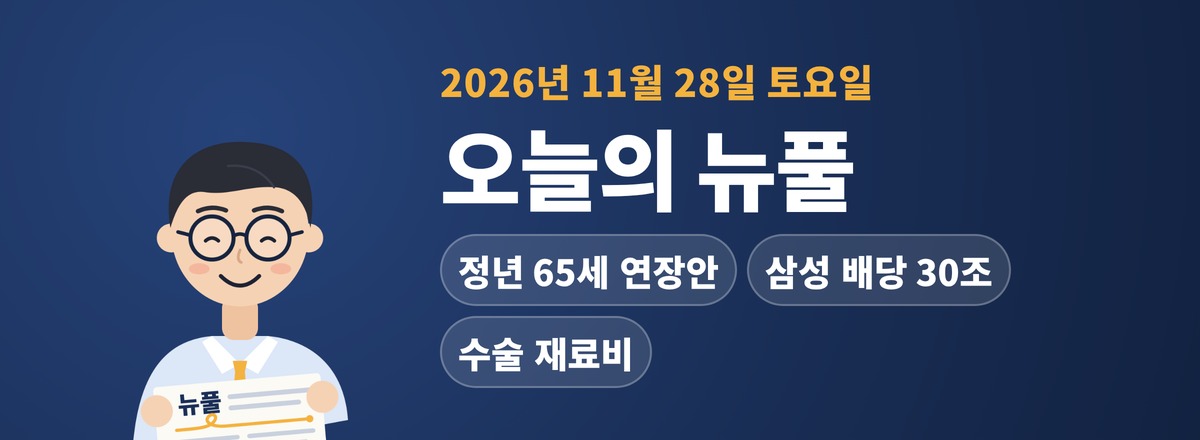 2026년 11월 28일 토요일
오늘의 뉴풀
정년 65세 연장안
삼성 배당 30조
수술 재료비
뉴풀